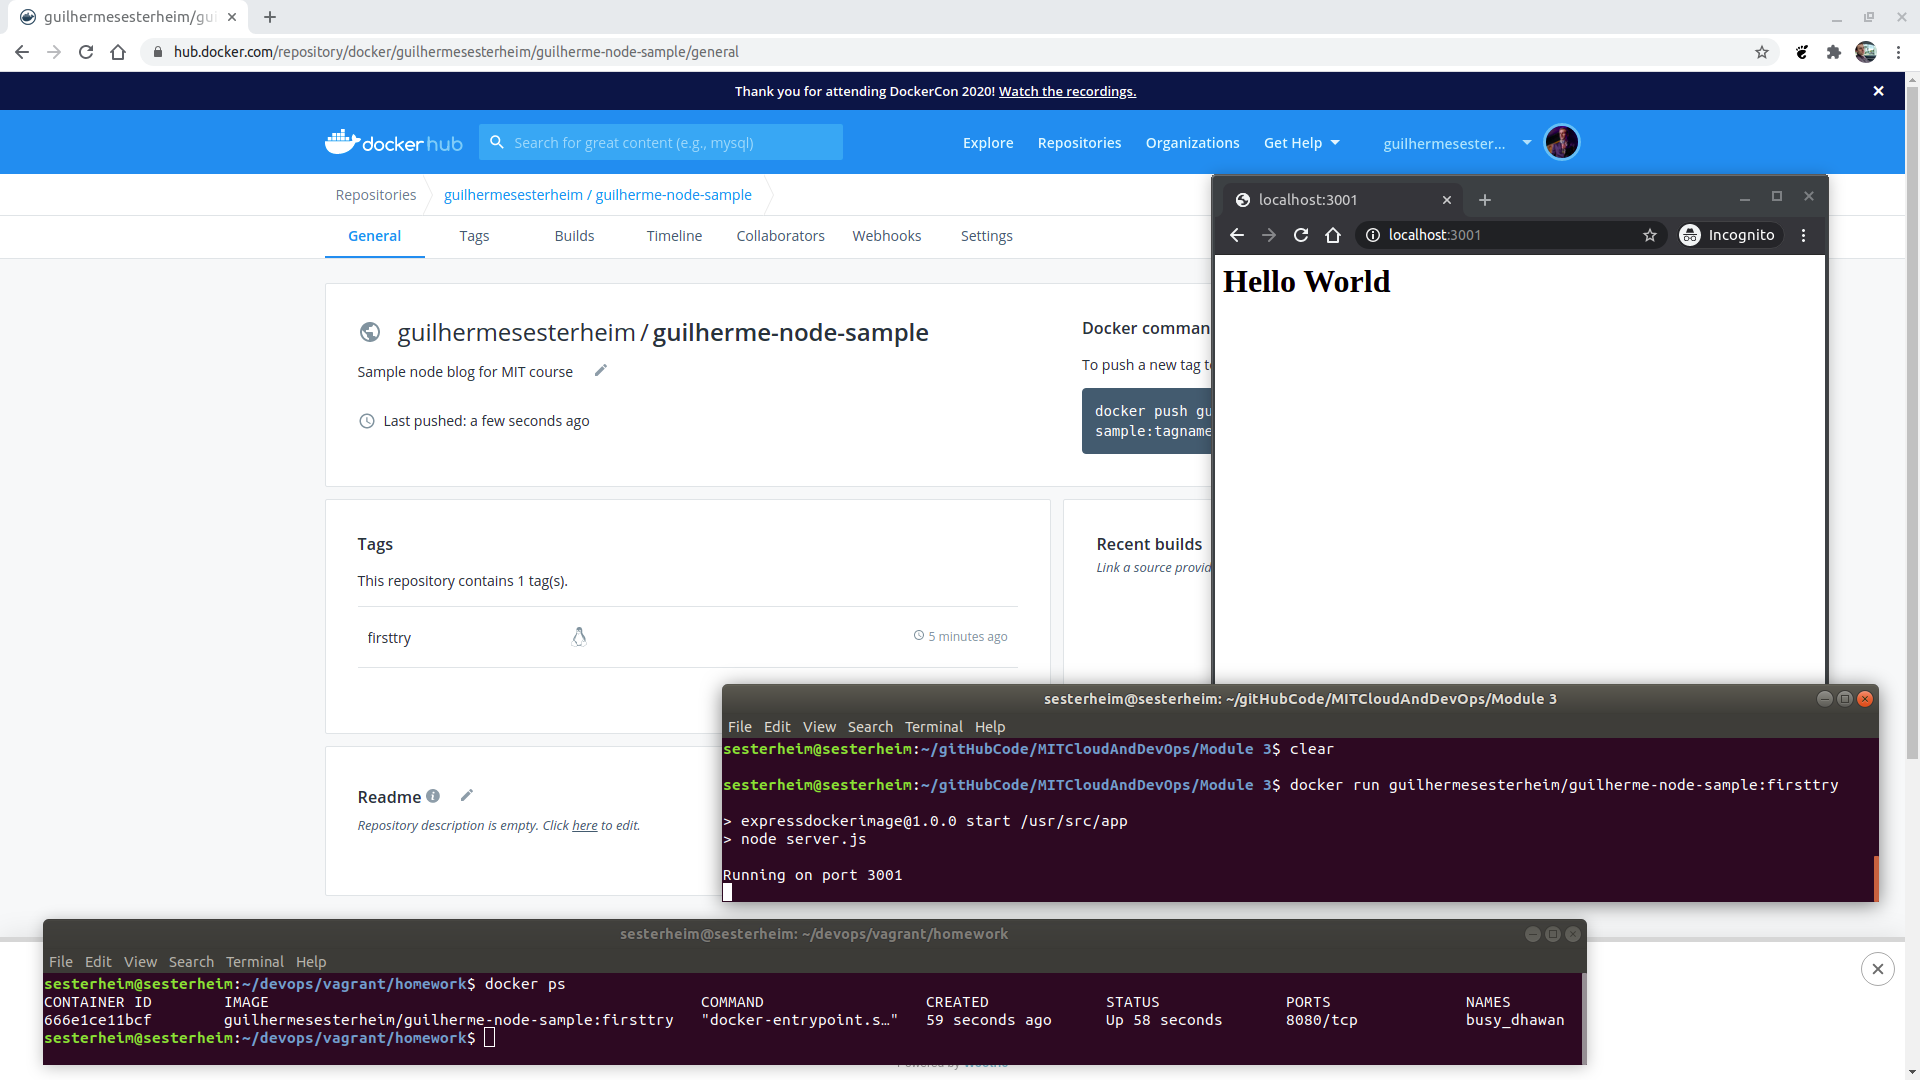 guilhermesesterheim/gu
hub.docker.com/repository/docker/guilhermesesterheim/guilherme-node-sample/general
Thank you for attending DockerCon 2020! Watch the recordings.
docker hub
Search for great content (e.g., mysql)
Explore
Repositories
Organizations
Get Help
guilhermesester...
Repositories
guilhermesesterheim / guilherme-node-sample
General
Tags
Builds
Timeline
Collaborators
Webhooks
Settings
localhost:3001
localhost:3001
Incognito
Hello World
guilhermesesterheim / guilherme-node-sample
Sample node blog for MIT course
Last pushed: a few seconds ago
Docker comman
To push a new tag t
docker push gu
sample:tagname
Tags
This repository contains 1 tag(s).
firsttry
5 minutes ago
Recent builds
Link a source provid
Readme
Repository description is empty. Click here to edit.
sesterheim@sesterheim: ~/gitHubCode/MITCloudAndDevOps/Module 3
File Edit View Search Terminal Help
sesterheim@sesterheim:~/gitHubCode/MITCloudAndDevOps/Module 3$ clear
sesterheim@sesterheim:~/gitHubCode/MITCloudAndDevOps/Module 3$ docker run guilhermesesterheim/guilherme-node-sample:firsttry
> expressdockerimage@1.0.0 start /usr/src/app
> node server.js
Running on port 3001
sesterheim@sesterheim: ~/devops/vagrant/homework
File Edit View Search Terminal Help
sesterheim@sesterheim:~/devops/vagrant/homework$ docker ps
CONTAINER ID IMAGE COMMAND CREATED STATUS PORTS NAMES
666e1ce11bcf guilhermesesterheim/guilherme-node-sample:firsttry "docker-entrypoint.s…" 59 seconds ago Up 58 seconds 8080/tcp busy_dhawan
sesterheim@sesterheim:~/devops/vagrant/homework$